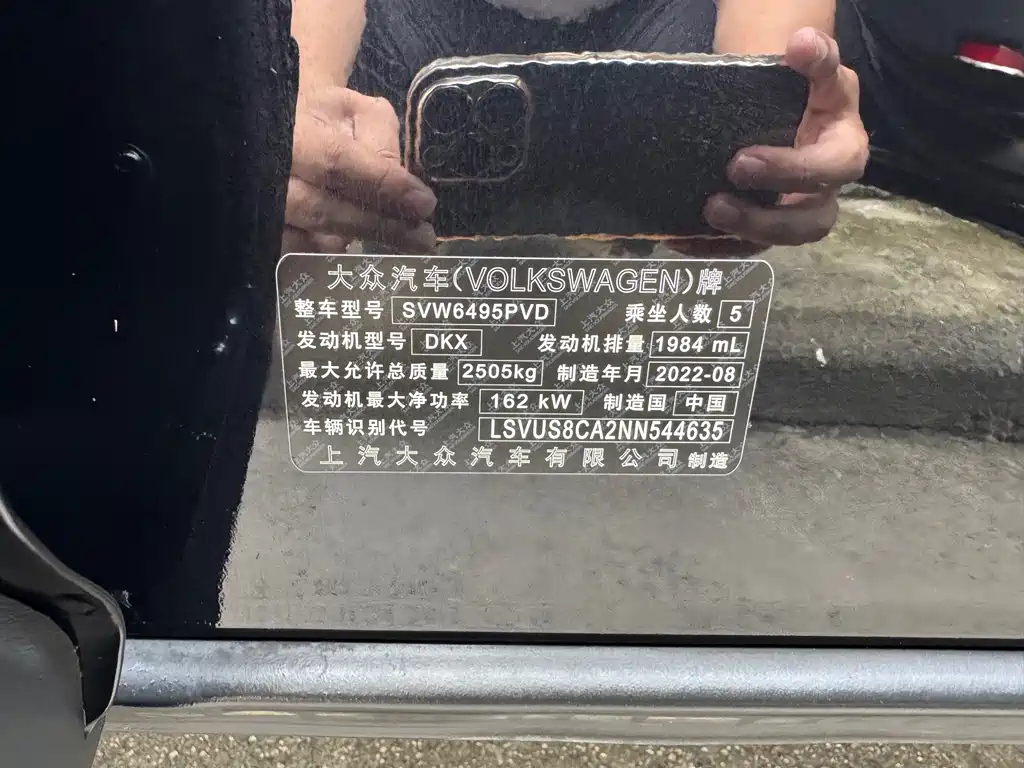 大众汽车(VOLKSWAGEN)牌
整车型号 SVW6495PVD 乘坐人数 5
发动机型号 DKX 发动机排量 1984 mL
最大允许总质量 2505kg 制造年月 2022-08
发动机最大净功率 162 kW 制造国 中国
车辆识别代号 LSVUS8CA2NN544635
上汽大众汽车有限公司 制造